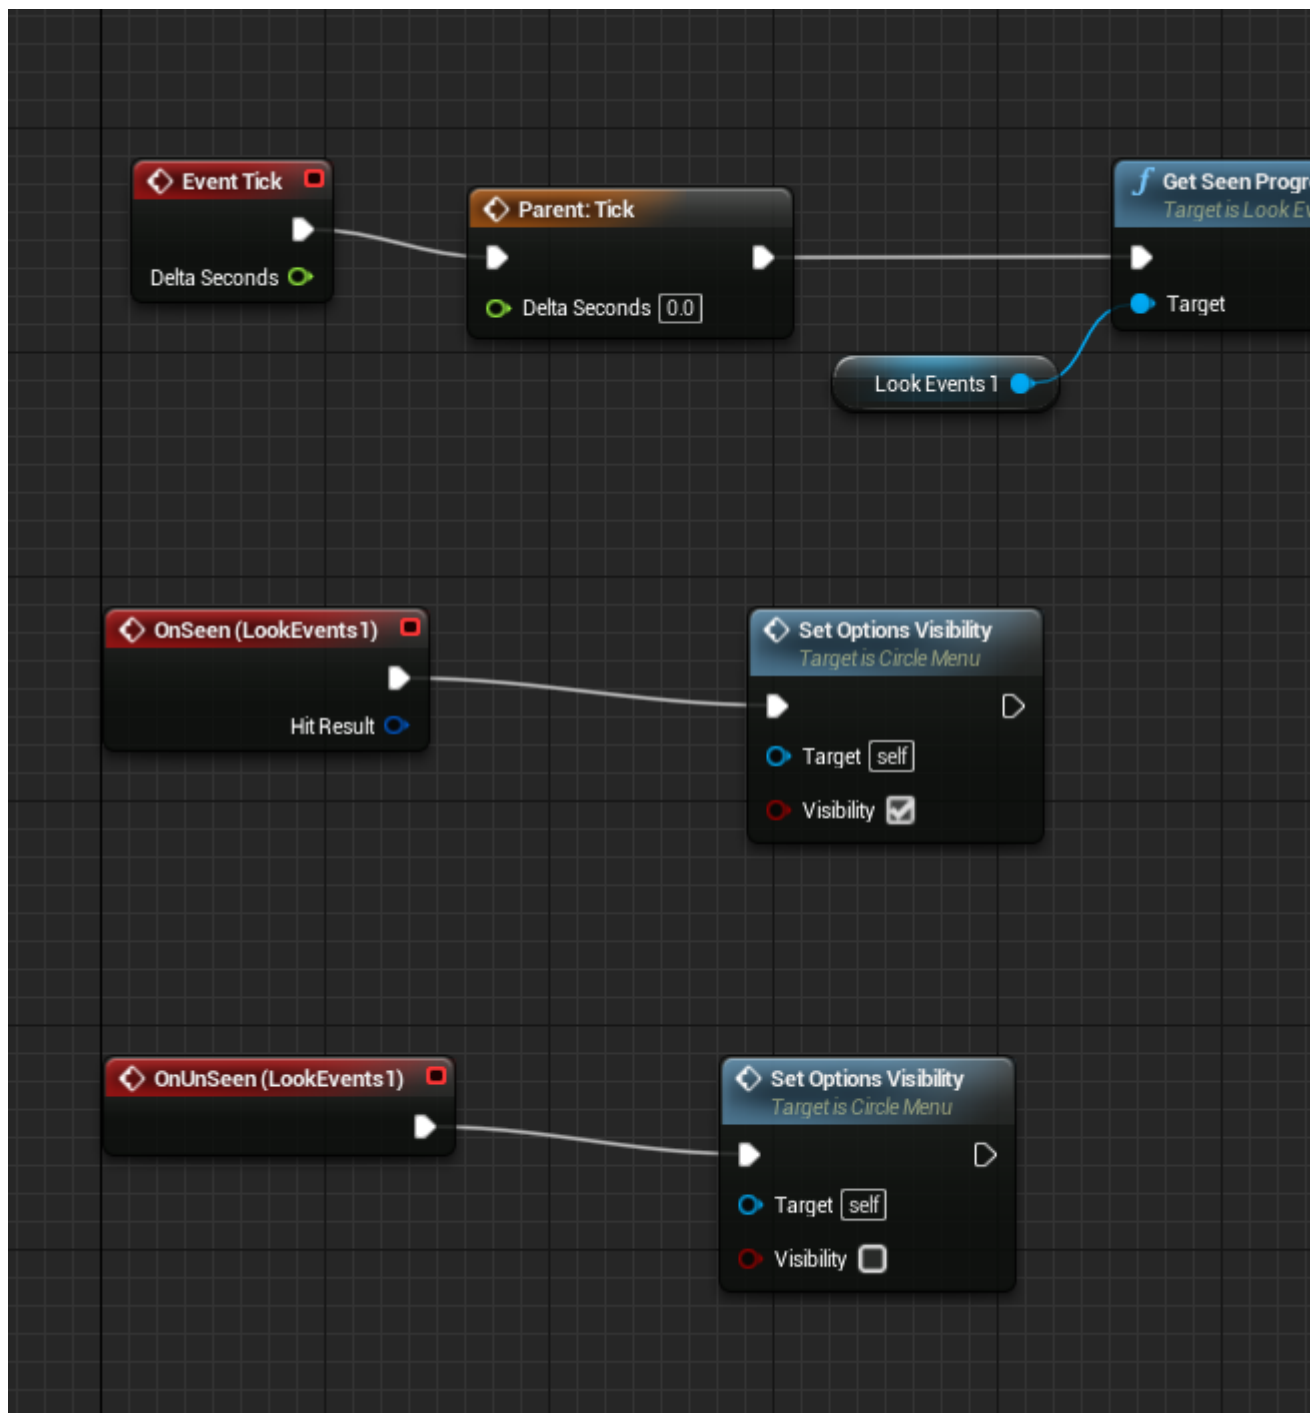 Event Tick
Delta Seconds
Parent: Tick
Delta Seconds 0.0
Get Seen
Target is Look
Target
Look Events 1
OnSeen (LookEvents1)
Hit Result
Set Options Visibility
Target is Circle Menu
Target self
Visibility
OnUnSeen (LookEvents1)
Set Options Visibility
Target is Circle Menu
Target self
Visibility